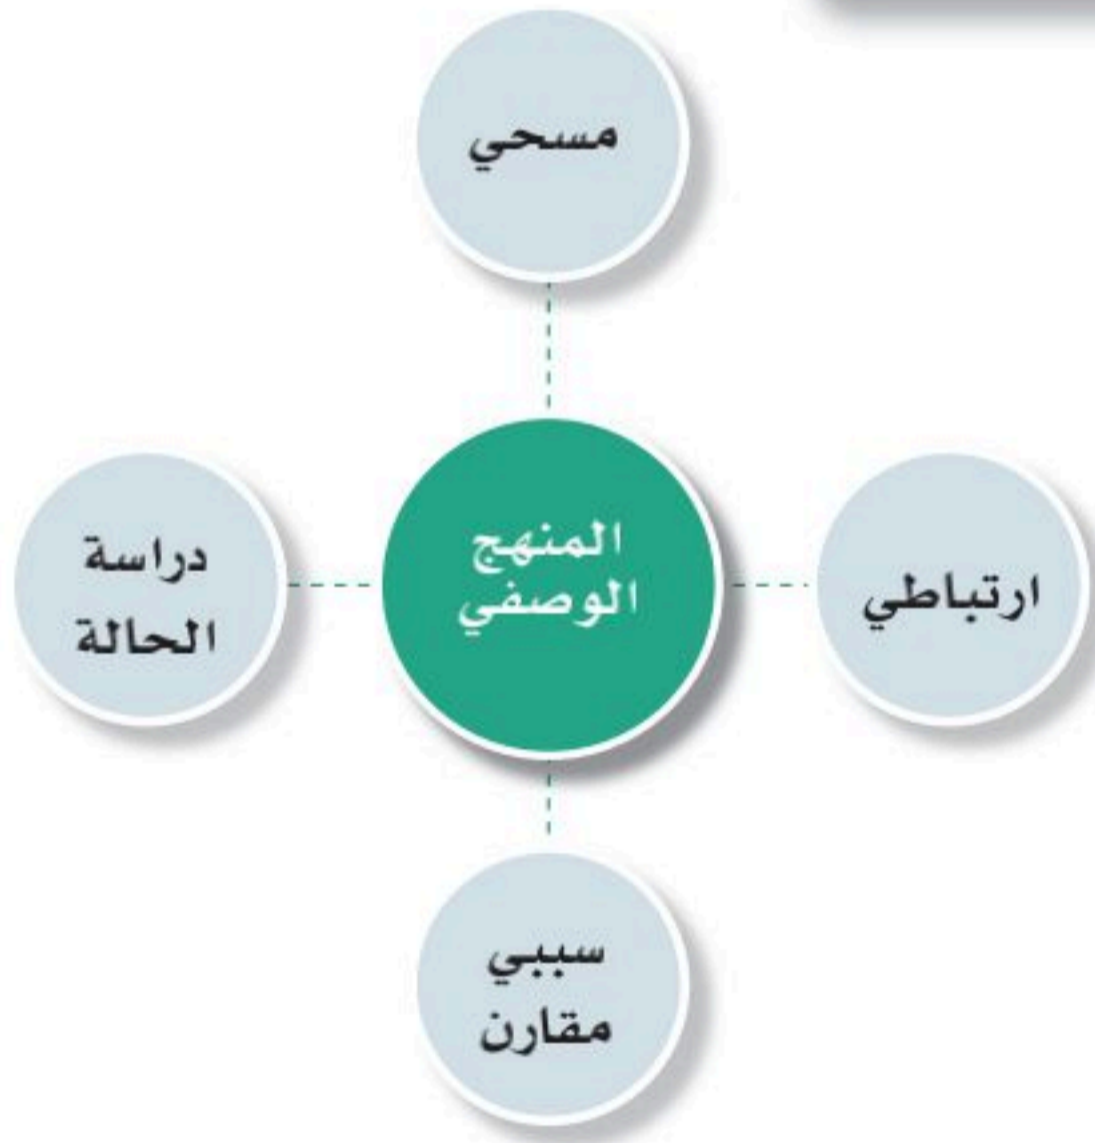 مسحي
المنهج
الوصفي
ارتباطي
دراسة
الحالة
سببي
مقارن